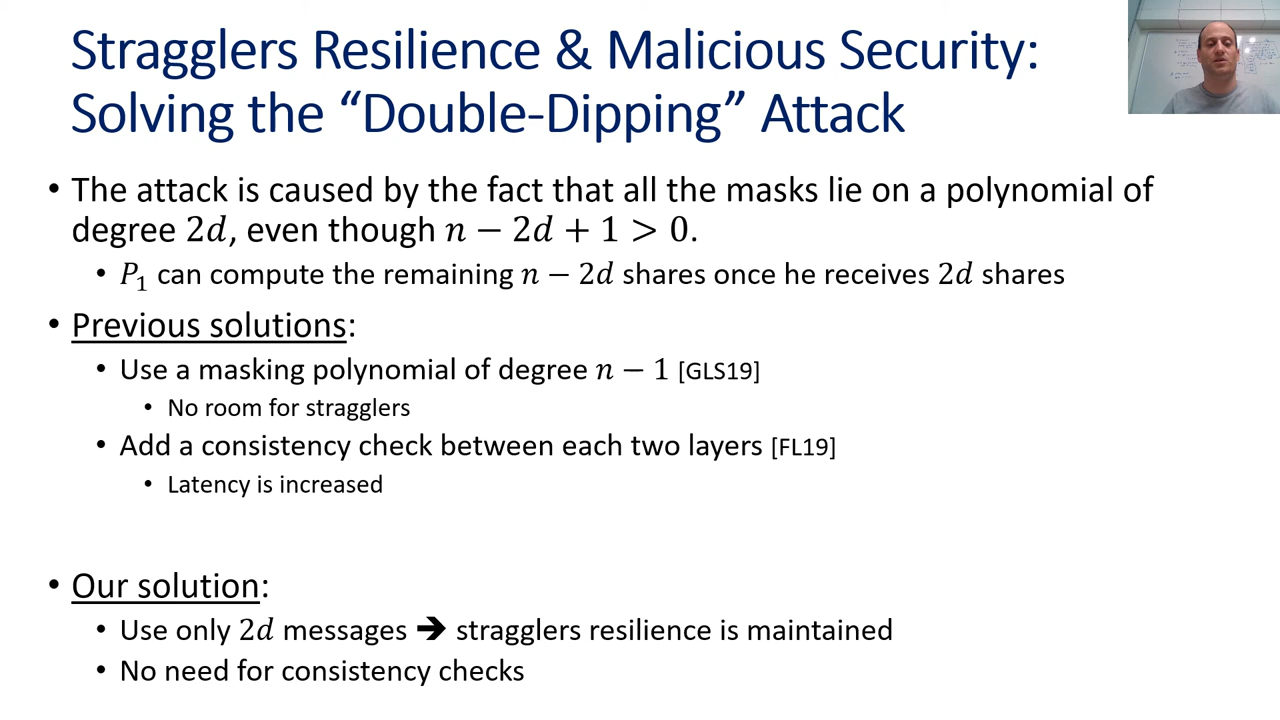 Stragglers Resilience & Malicious Security:
Solving the “Double-Dipping” Attack
• The attack is caused by the fact that all the masks lie on a polynomial of
degree 2d, even though n − 2d + 1 > 0.
• P₁ can compute the remaining n − 2d shares once he receives 2d shares
• Previous solutions:
• Use a masking polynomial of degree n − 1 [GLS19]
• No room for stragglers
• Add a consistency check between each two layers [FL19]
• Latency is increased
• Our solution:
• Use only 2d messages 🡺 stragglers resilience is maintained
• No need for consistency checks